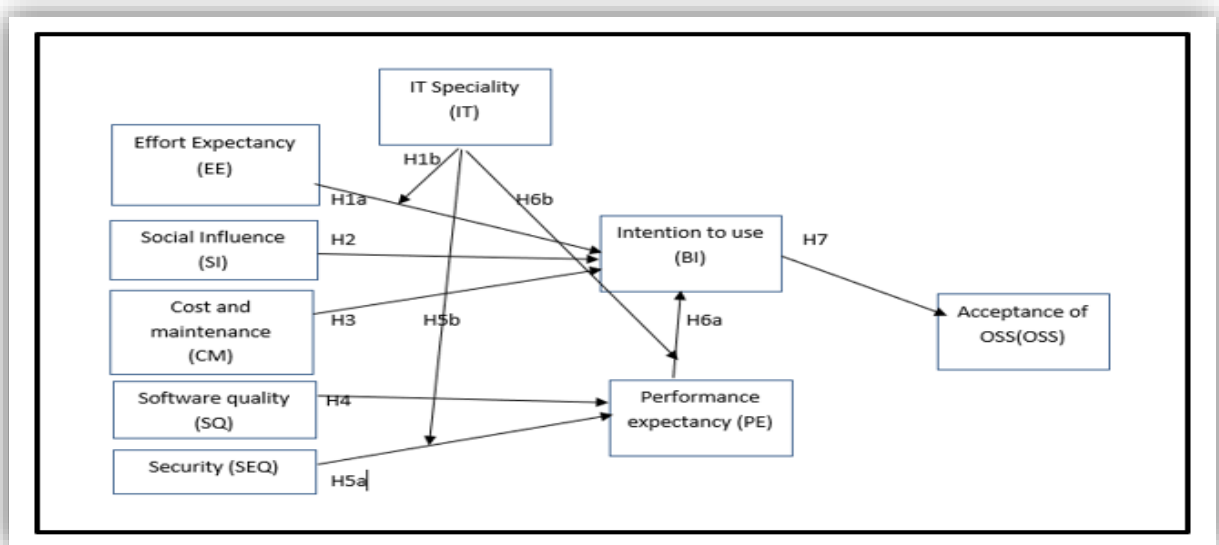 IT Speciality
(IT)
Effort Expectancy
(EE)
H1b
H1a
H6b
Social Influence
(SI)
H2
Intention to use
(BI)
H7
Cost and
maintenance
(CM)
H3
H5b
H6a
Acceptance of
OSS(OSS)
Software quality
(SQ)
H4
Performance
expectancy (PE)
Security (SEQ)
H5a